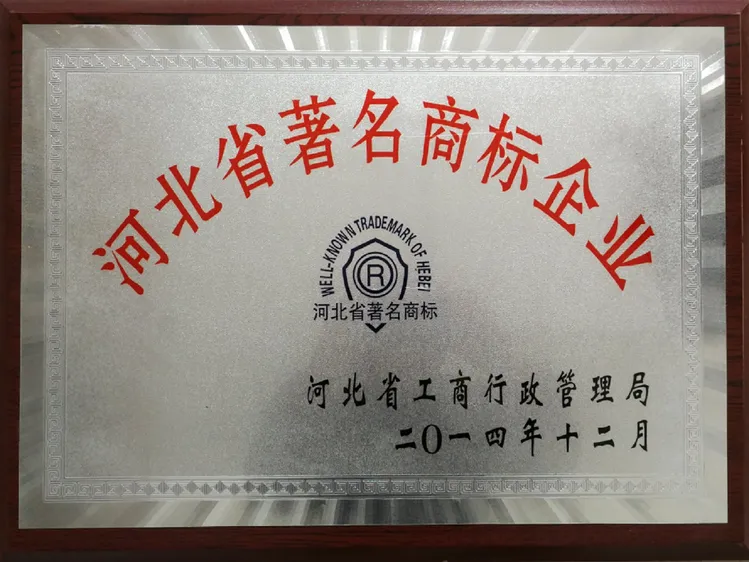 河北省著名商标企业
WELL-KNOWN TRADEMARK OF HEBEI
R
河北省著名商标
河北省工商行政管理局
二〇一四年十二月